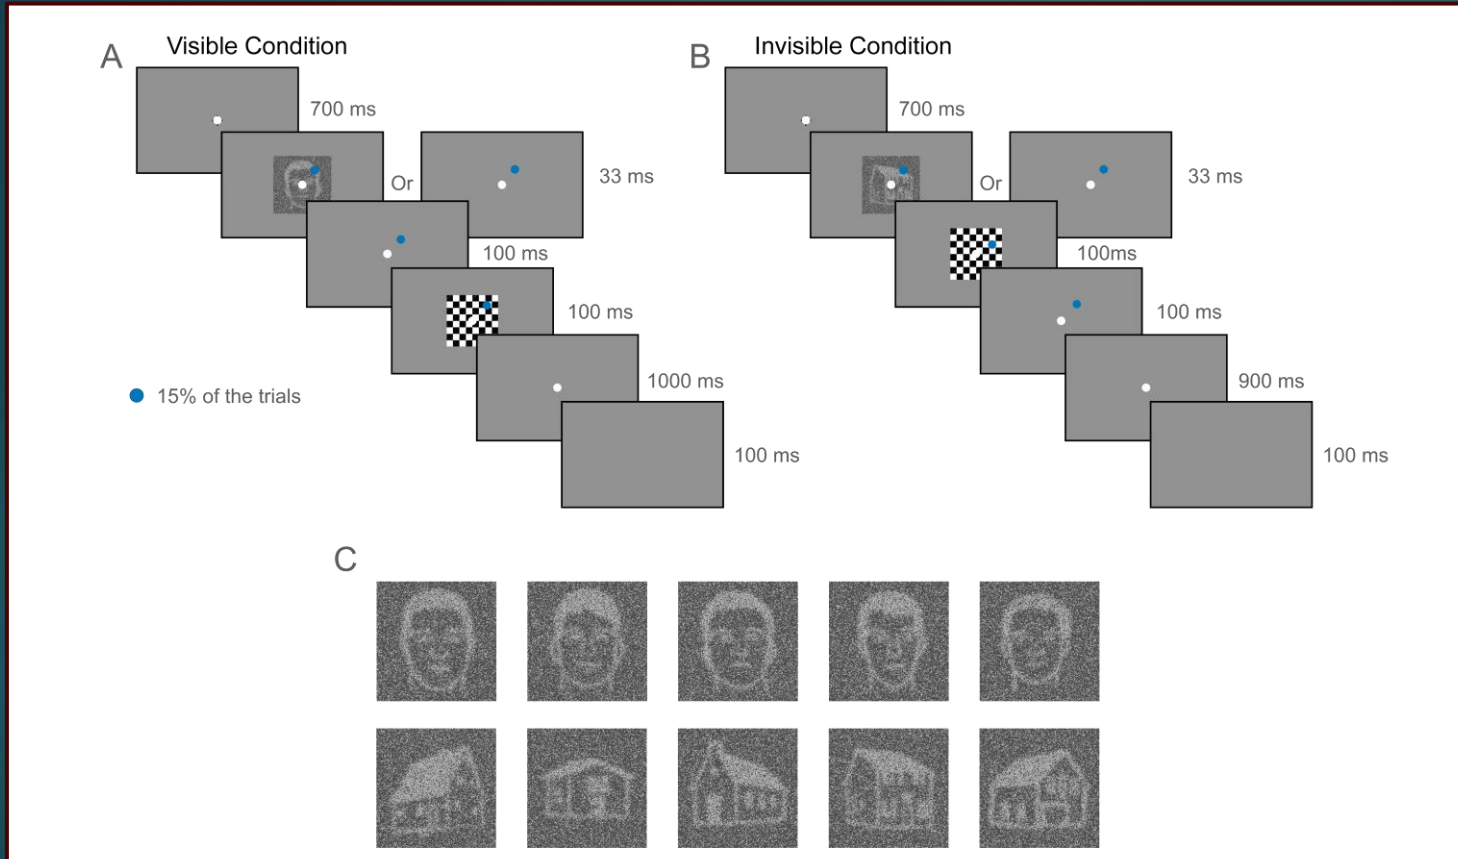 A
Visible Condition
700 ms
Or
33 ms
100 ms
100 ms
15% of the trials
1000 ms
100 ms
B
Invisible Condition
700 ms
Or
33 ms
100ms
100 ms
900 ms
100 ms
C